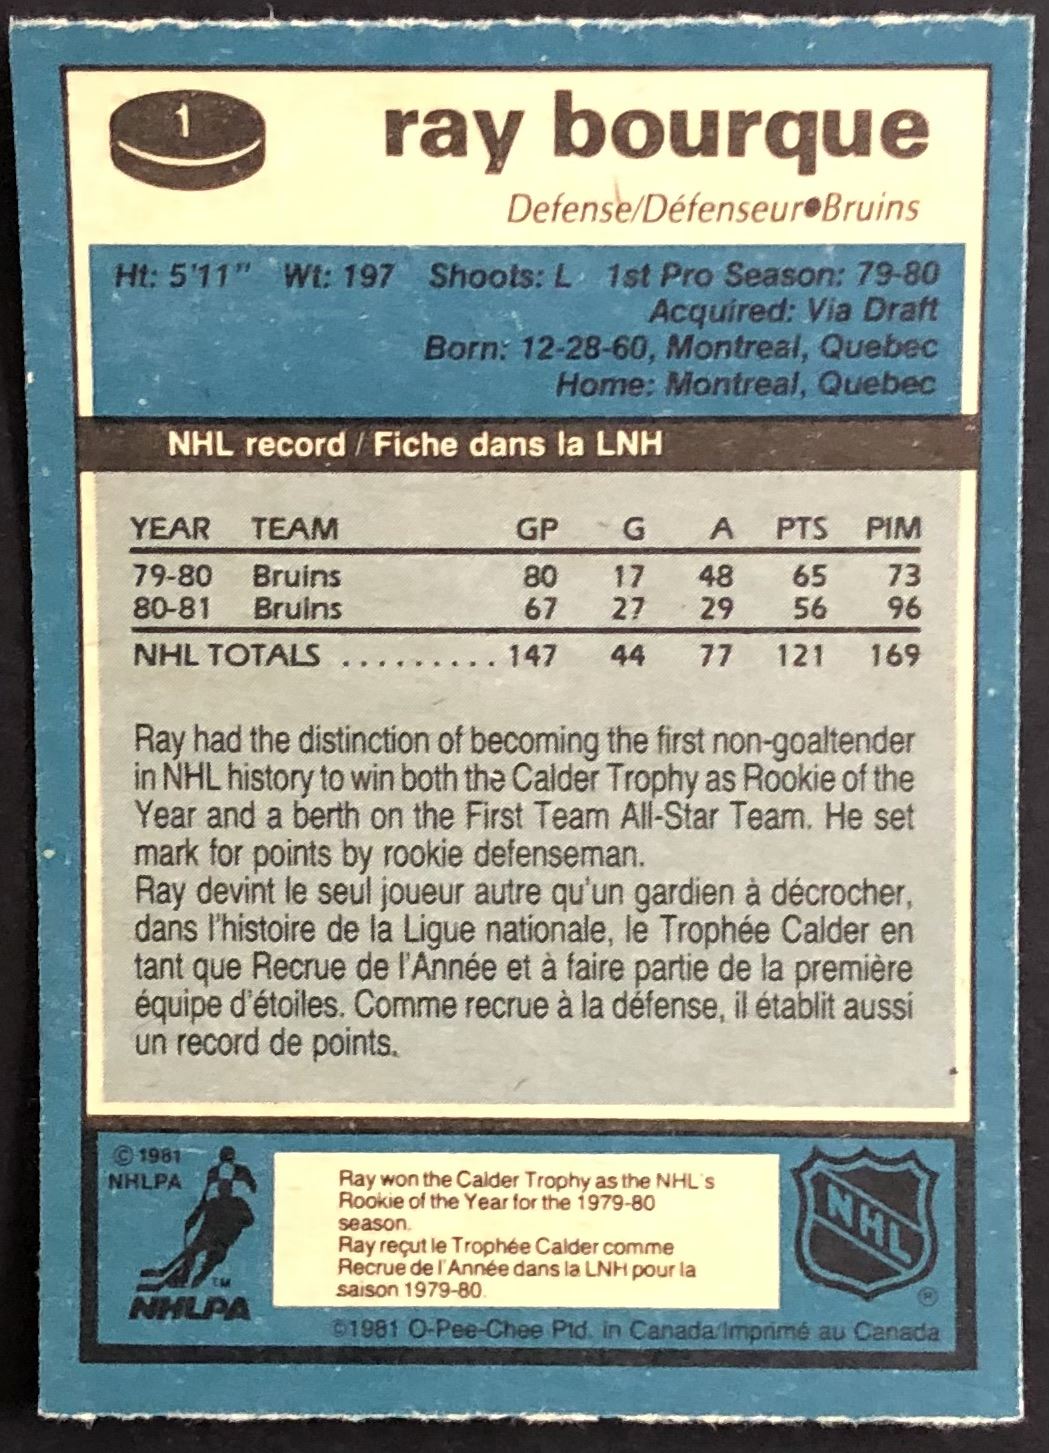 1
ray bourque
Defense/Défenseur●Bruins
Ht: 5'11" Wt: 197 Shoots: L 1st Pro Season: 79-80
Acquired: Via Draft
Born: 12-28-60, Montreal, Quebec
Home: Montreal, Quebec
NHL record / Fiche dans la LNH
YEAR TEAM GP G A PTS PIM
79-80 Bruins 80 17 48 65 73
80-81 Bruins 67 27 29 56 96
NHL TOTALS .......... 147 44 77 121 169
Ray had the distinction of becoming the first non-goaltender
in NHL history to win both the Calder Trophy as Rookie of the
Year and a berth on the First Team All-Star Team. He set
mark for points by rookie defenseman.
Ray devint le seul joueur autre qu'un gardien à décrocher,
dans l'histoire de la Ligue nationale, le Trophée Calder en
tant que Recrue de l'Année et à faire partie de la première
équipe d'étoiles. Comme recrue à la défense, il établit aussi
un record de points.
© 1981
NHLPA
TM
NHLPA
Ray won the Calder Trophy as the NHL's
Rookie of the Year for the 1979-80
season.
Ray reçut le Trophée Calder comme
Recrue de l'Année dans la LNH pour la
saison 1979-80.
NHL
®
©1981 O-Pee-Chee Ptd. in Canada/Imprimé au Canada